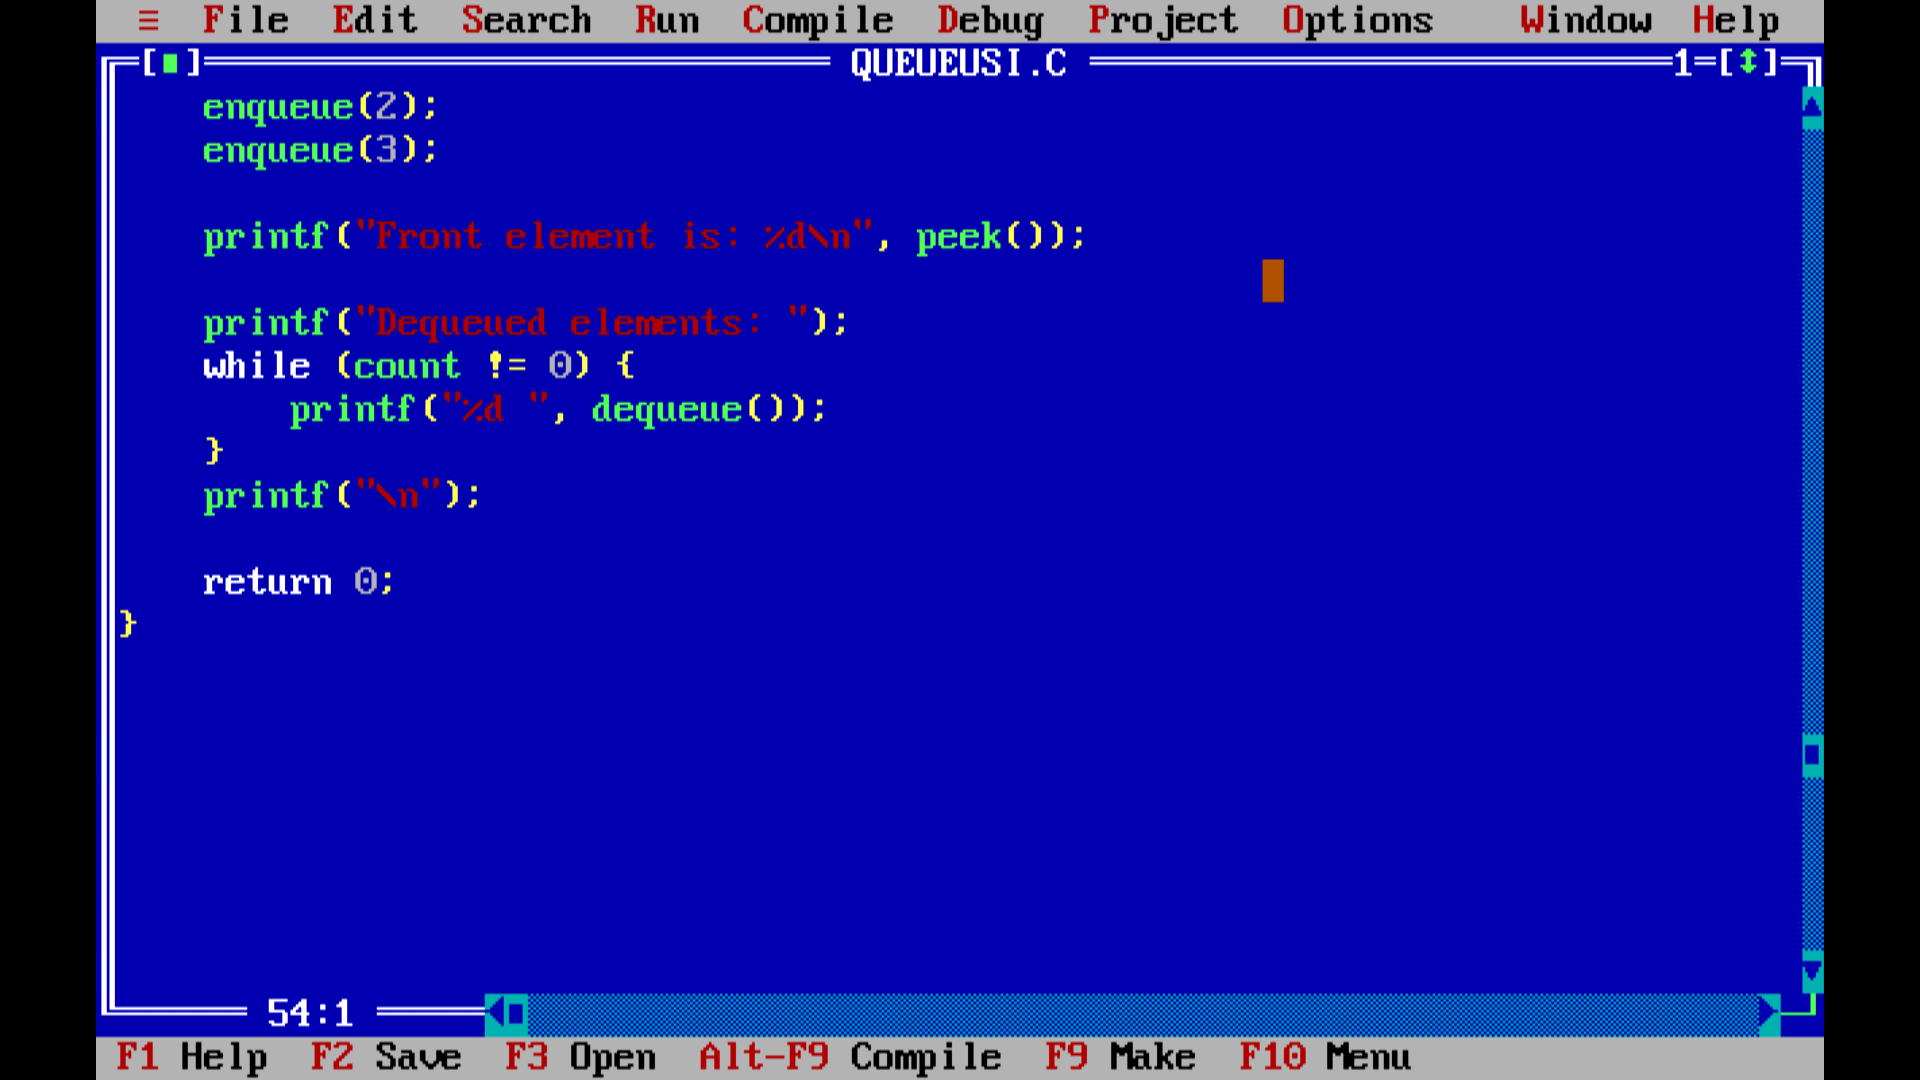 ≡ File Edit Search Run Compile Debug Project Options Window Help
[■] QUEUEUSI.C 1=[↕]
enqueue(2);
enqueue(3);
printf("Front element is: %d\n", peek());
printf("Dequeued elements: ");
while (count != 0) {
printf("%d ", dequeue());
}
printf("\n");
return 0;
}
54:1
F1 Help F2 Save F3 Open Alt-F9 Compile F9 Make F10 Menu